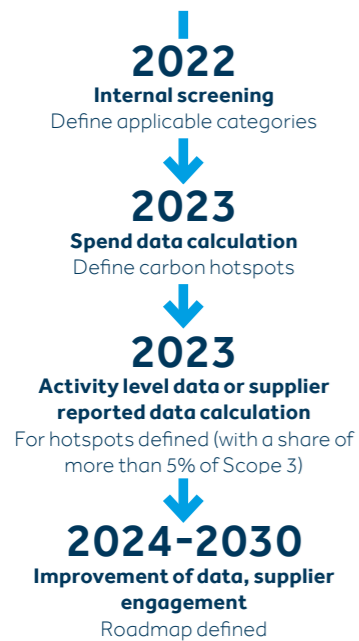 2022
Internal screening
Define applicable categories
2023
Spend data calculation
Define carbon hotspots
2023
Activity level data or supplier
reported data calculation
For hotspots defined (with a share of
more than 5% of Scope 3)
2024-2030
Improvement of data, supplier
engagement
Roadmap defined